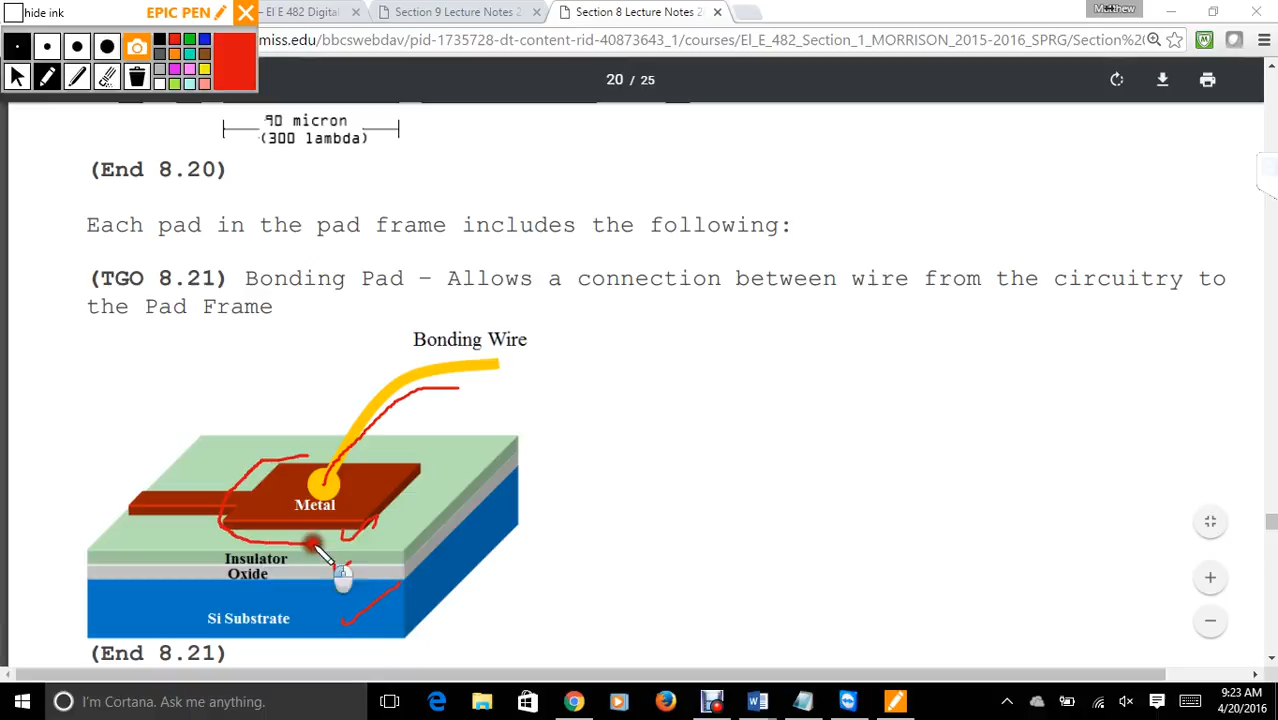 hide ink
EPIC PEN
– El E 482 Digital
Section 9 Lecture Notes 2
Section 8 Lecture Notes 2
Matthew
miss.edu/bbcswebdav/pid-1735728-dt-content-rid-40873643_1/courses/El_E_482_Section_1_MORRISON_2015-2016_SPRG/Section%2
20 / 25
90 micron
(300 lambda)
(End 8.20)
Each pad in the pad frame includes the following:
(TGO 8.21) Bonding Pad – Allows a connection between wire from the circuitry to
the Pad Frame
Bonding Wire
Metal
Insulator
Oxide
Si Substrate
(End 8.21)
I'm Cortana. Ask me anything.
9:23 AM
4/20/2016